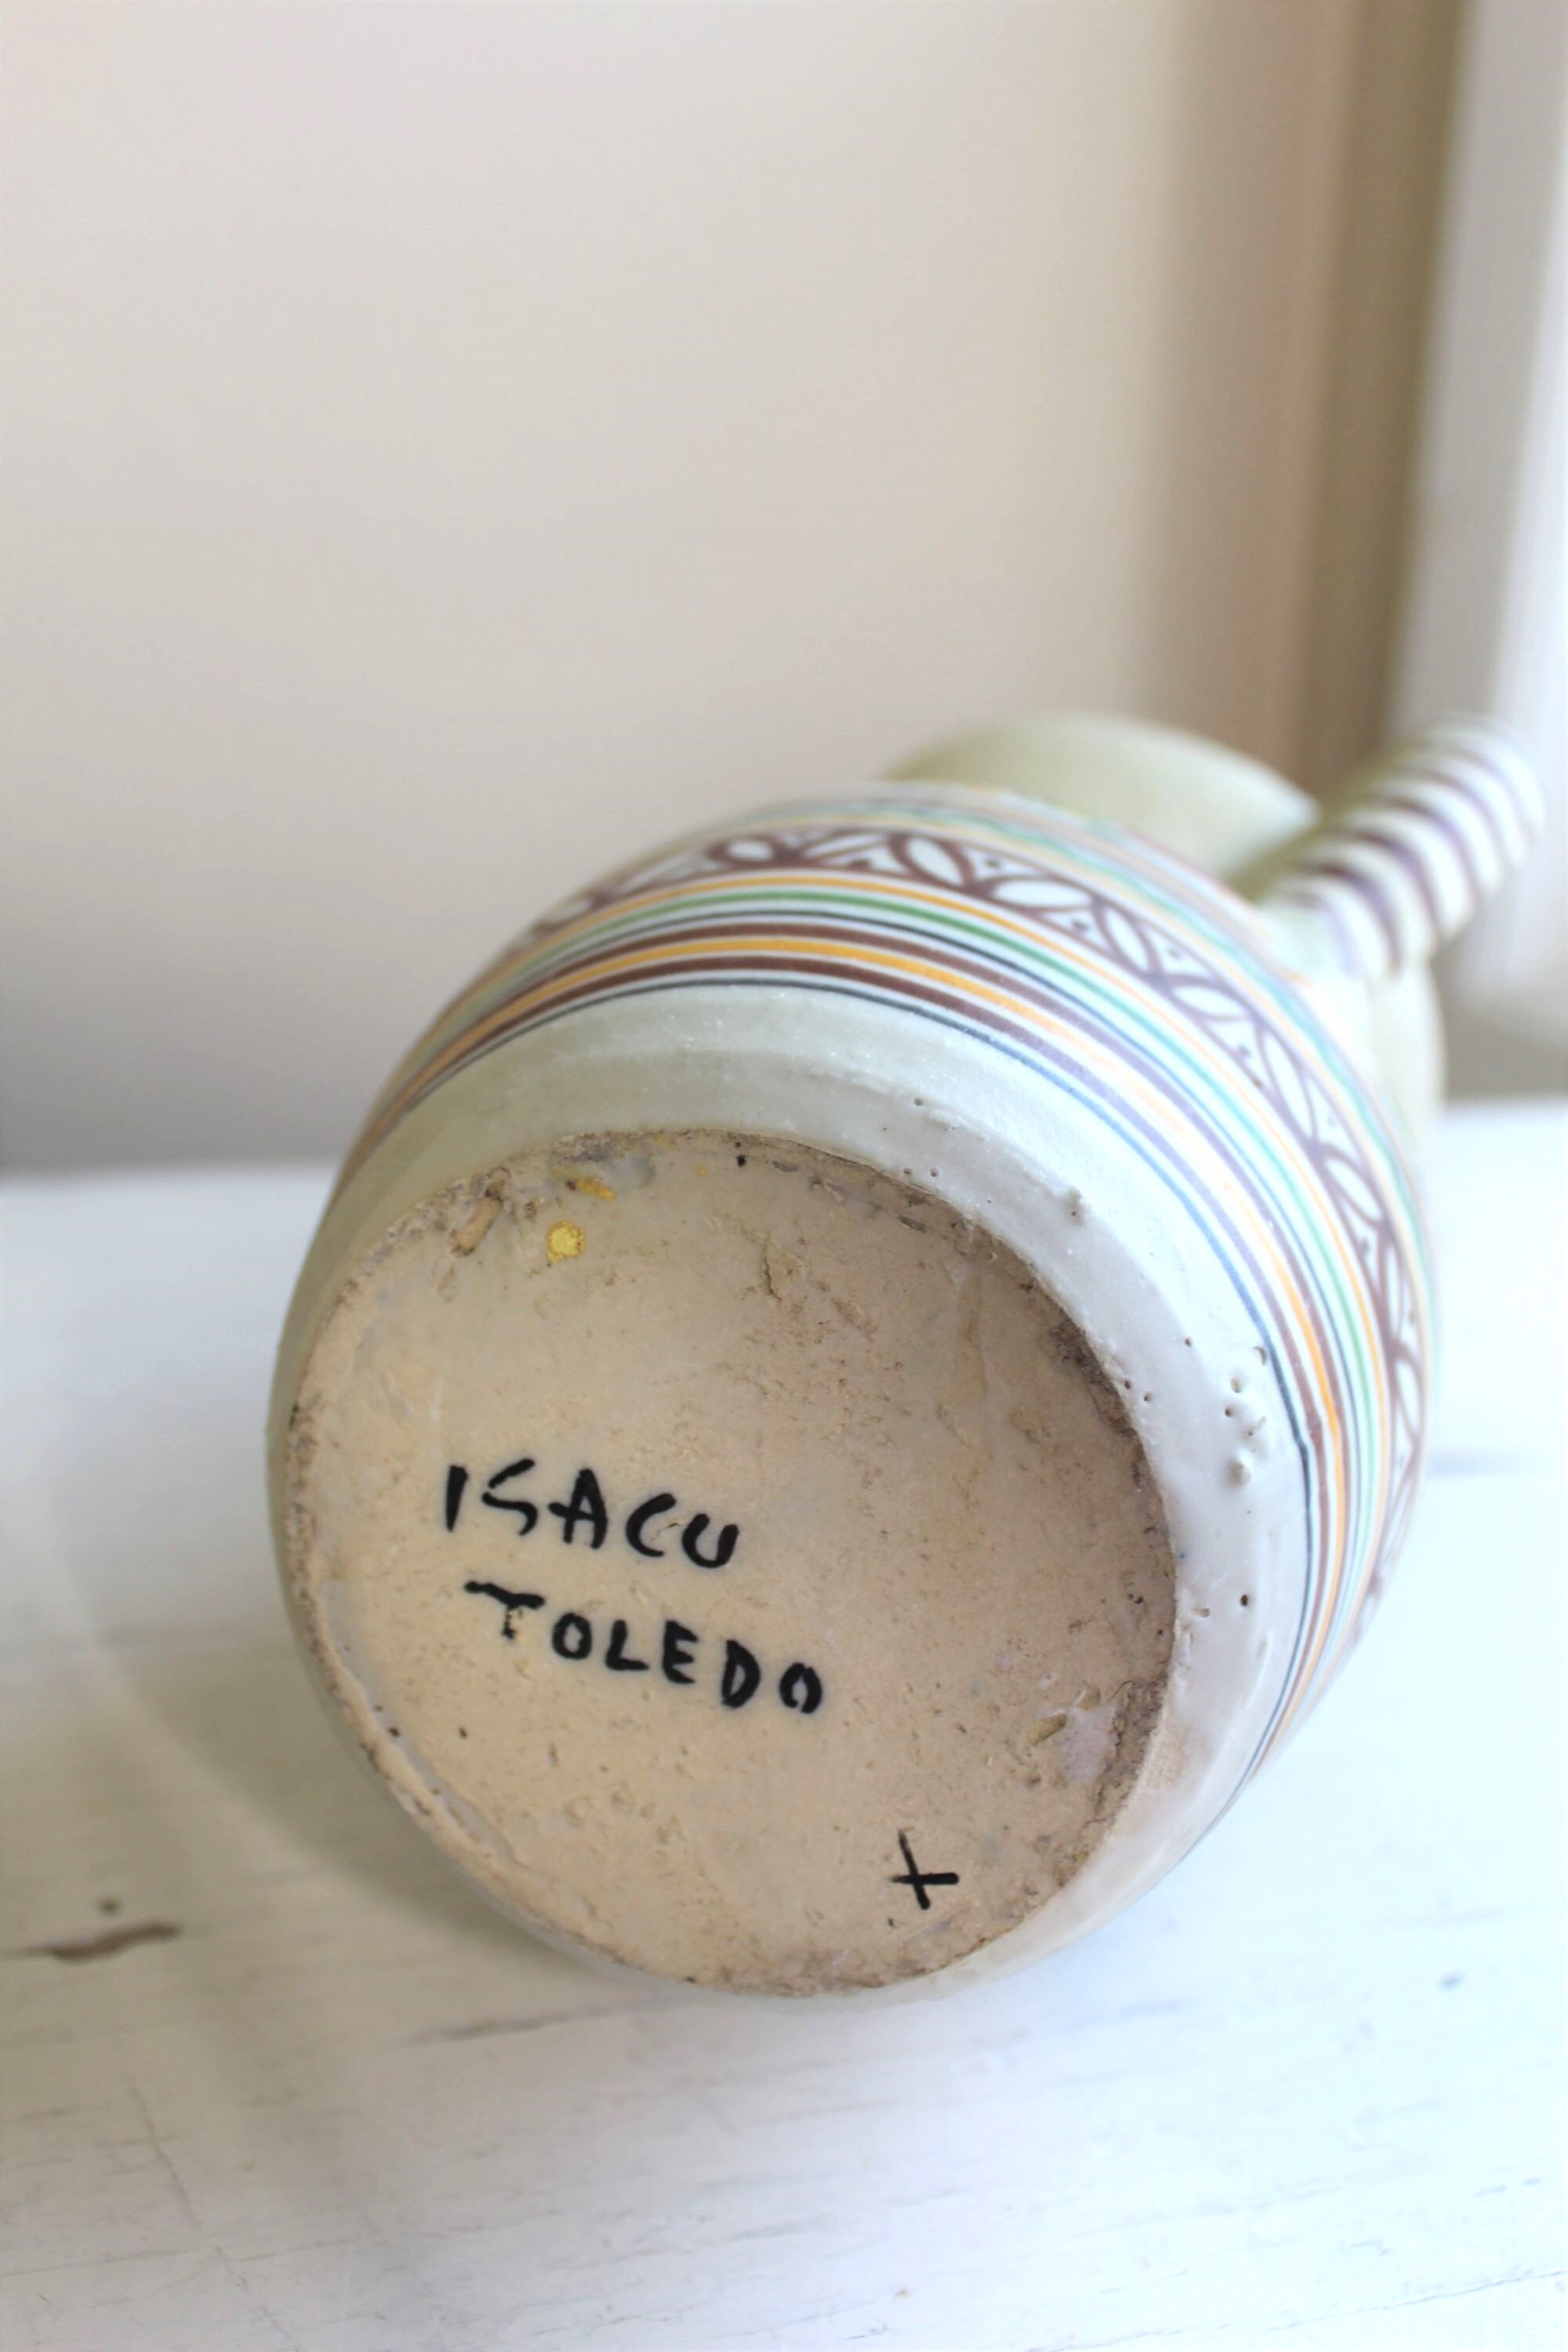 ISACU
TOLEDO
X